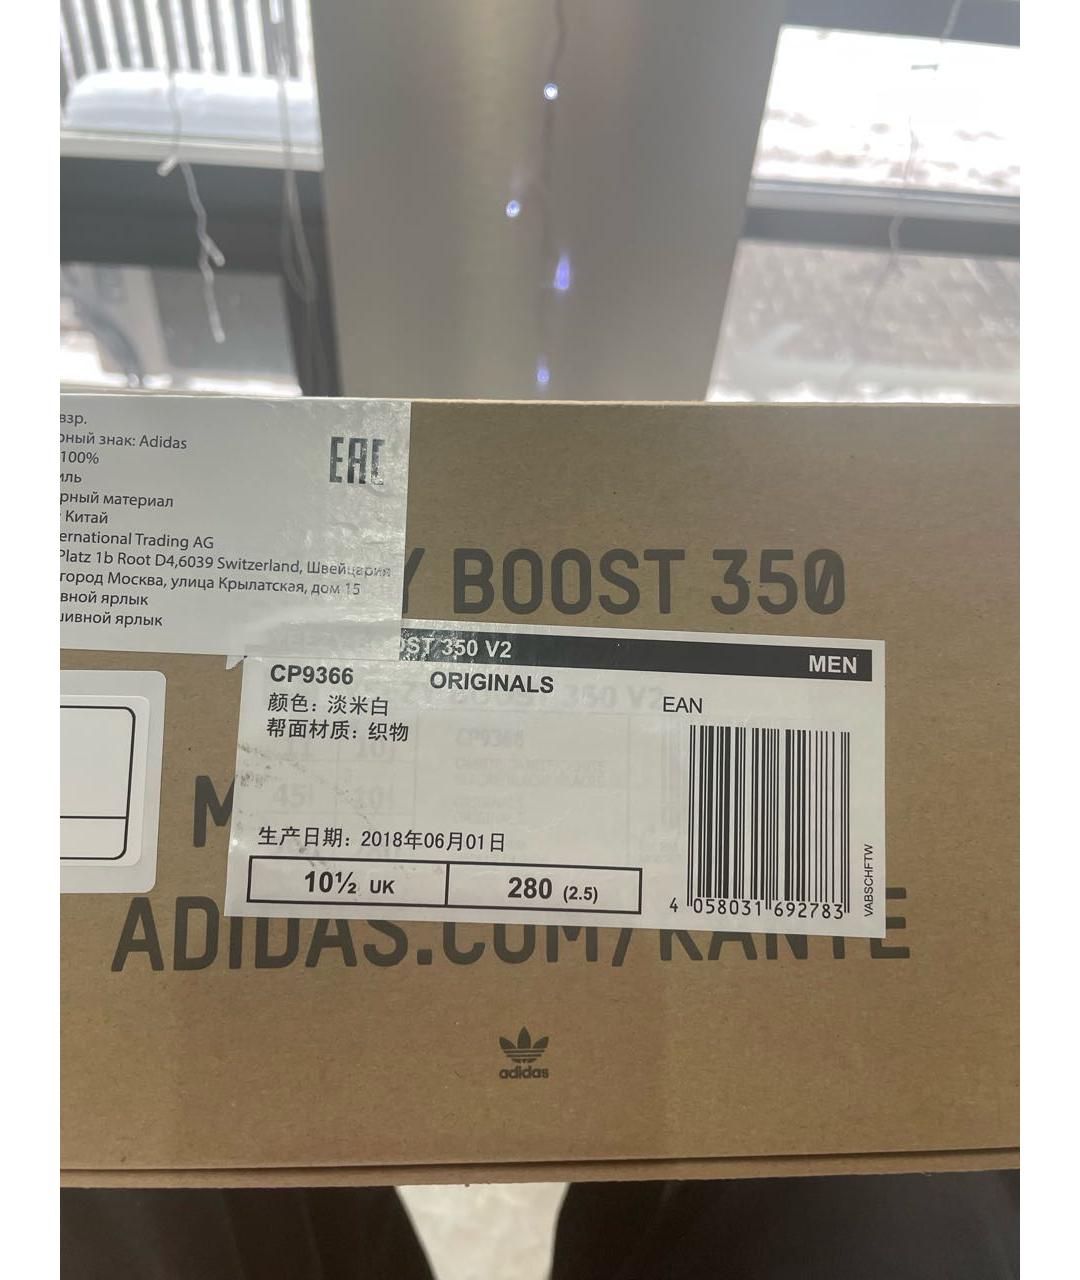 взр.
рный знак: Adidas
100%
иль
рный материал
Китай
ernational Trading AG
Platz 1b Root D4,6039 Switzerland, Швейцария
город Москва, улица Крылатская, дом 15
вной ярлык
шивной ярлык
EAC
Y BOOST 350
OST 350 V2
MEN
CP9366
ORIGINALS
EAN
颜色：淡米白
帮面材质：织物
生产日期：2018年06月01日
10½ UK
280 (2.5)
4 058031 692783
VABSCHFTW
M
ADIDAS.COM/KANYE
adidas